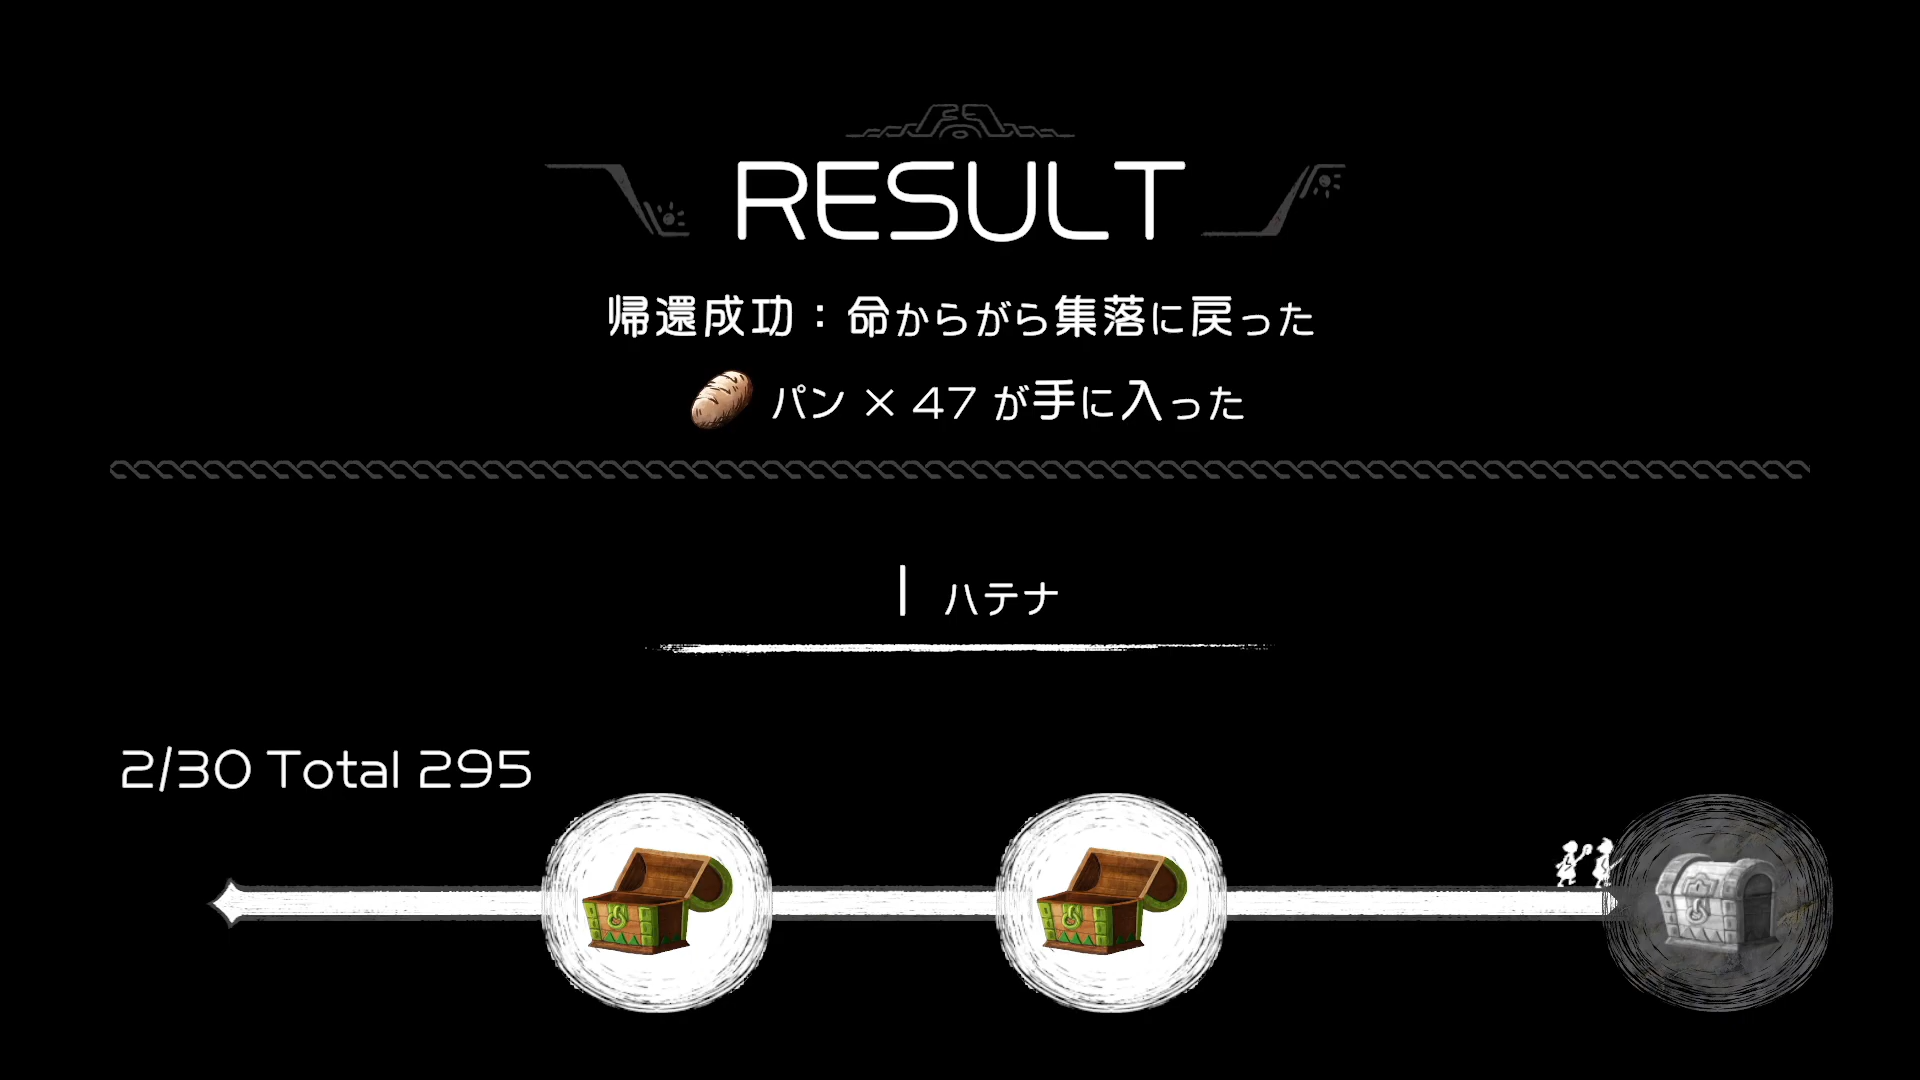 RESULT
帰還成功：命からがら集落に戻った
パン × 47 が手に入った
| ハテナ
2/30 Total 295